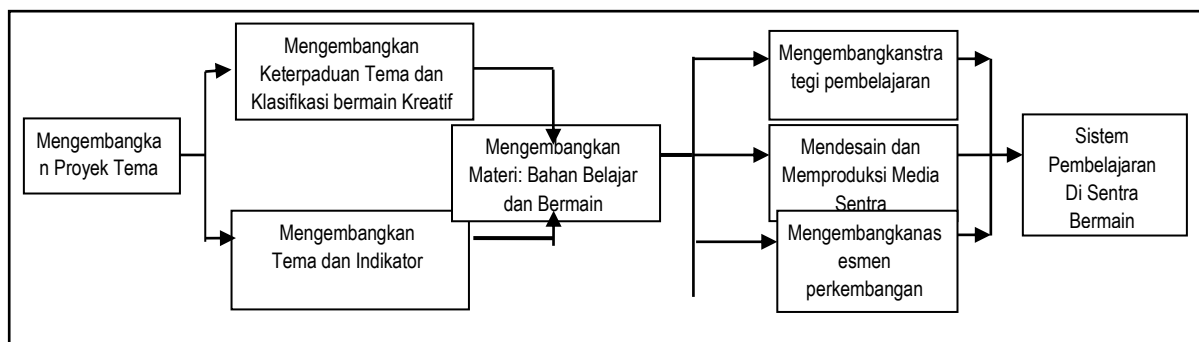 Mengembangka
n Proyek Tema
Mengembangkan
Keterpaduan Tema dan
Klasifikasi bermain Kreatif
Mengembangkan
Tema dan Indikator
Mengembangkan
Materi: Bahan Belajar
dan Bermain
Mengembangkanstra
tegi pembelajaran
Mendesain dan
Memproduksi Media
Sentra
Mengembangkanas
esmen
perkembangan
Sistem
Pembelajaran
Di Sentra
Bermain